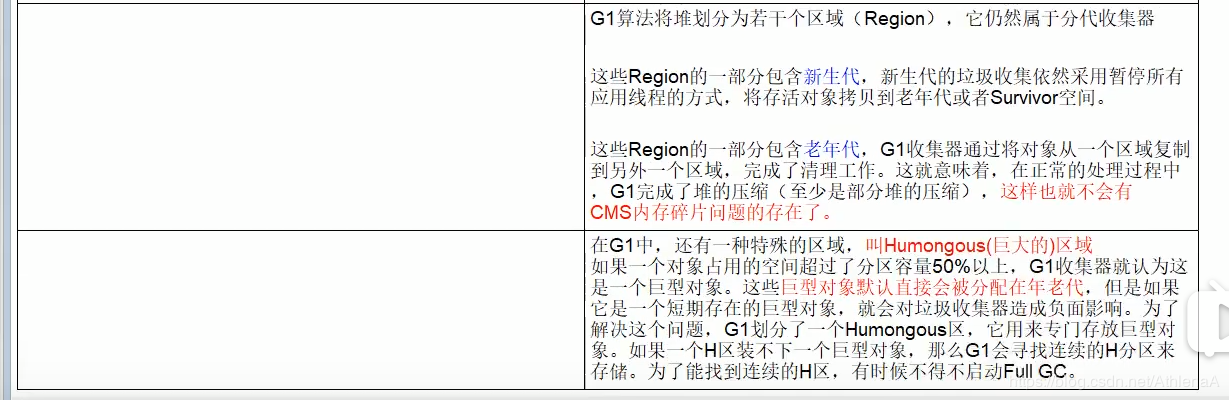 G1算法将堆划分为若干个区域（Region），它仍然属于分代收集器
这些Region的一部分包含新生代，新生代的垃圾收集依然采用暂停所有
应用线程的方式，将存活对象拷贝到老年代或者Survivor空间。
这些Region的一部分包含老年代，G1收集器通过将对象从一个区域复制
到另外一个区域，完成了清理工作。这就意味着，在正常的处理过程中
，G1完成了堆的压缩（至少是部分堆的压缩），这样也就不会有
CMS内存碎片问题的存在了。
在G1中，还有一种特殊的区域，叫Humongous(巨大的)区域
如果一个对象占用的空间超过了分区容量50%以上，G1收集器就认为这
是一个巨型对象。这些巨型对象默认直接会被分配在年老代，但是如果
它是一个短期存在的巨型对象，就会对垃圾收集器造成负面影响。为了
解决这个问题，G1划分了一个Humongous区，它用来专门存放巨型对
象。如果一个H区装不下一个巨型对象，那么G1会寻找连续的H分区来
存储。为了能找到连续的H区，有时候不得不启动Full GC。
https://blog.csdn.net/AthlenaA